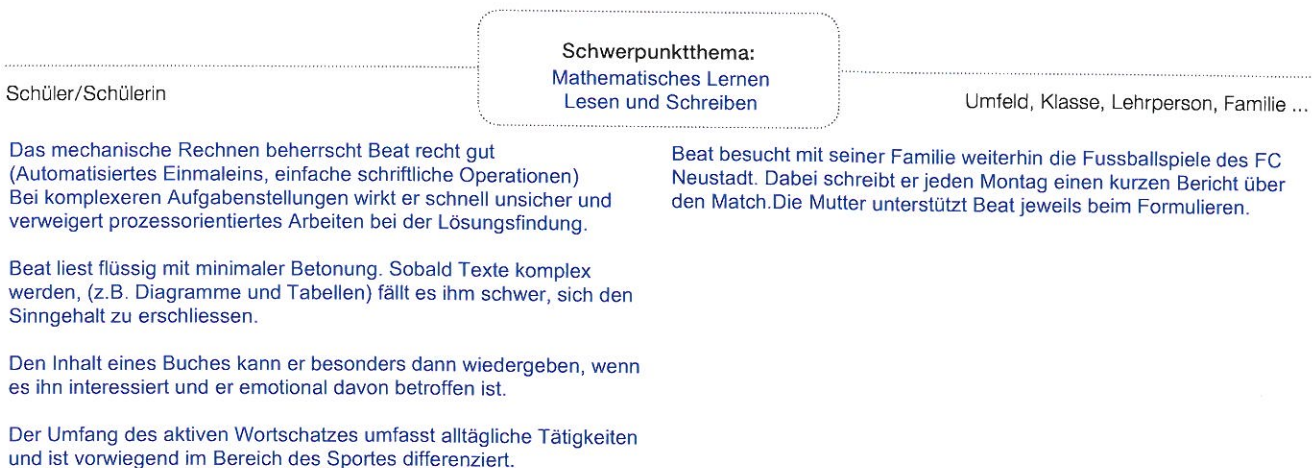 Schwerpunktthema:
Mathematisches Lernen
Lesen und Schreiben
Schüler/Schülerin
Umfeld, Klasse, Lehrperson, Familie ...
Das mechanische Rechnen beherrscht Beat recht gut
(Automatisiertes Einmaleins, einfache schriftliche Operationen)
Bei komplexeren Aufgabenstellungen wirkt er schnell unsicher und
verweigert prozessorientiertes Arbeiten bei der Lösungsfindung.
Beat liest flüssig mit minimaler Betonung. Sobald Texte komplex
werden, (z.B. Diagramme und Tabellen) fällt es ihm schwer, sich den
Sinngehalt zu erschliessen.
Den Inhalt eines Buches kann er besonders dann wiedergeben, wenn
es ihn interessiert und er emotional davon betroffen ist.
Der Umfang des aktiven Wortschatzes umfasst alltägliche Tätigkeiten
und ist vorwiegend im Bereich des Sportes differenziert.
Beat besucht mit seiner Familie weiterhin die Fussballspiele des FC
Neustadt. Dabei schreibt er jeden Montag einen kurzen Bericht über
den Match.Die Mutter unterstützt Beat jeweils beim Formulieren.